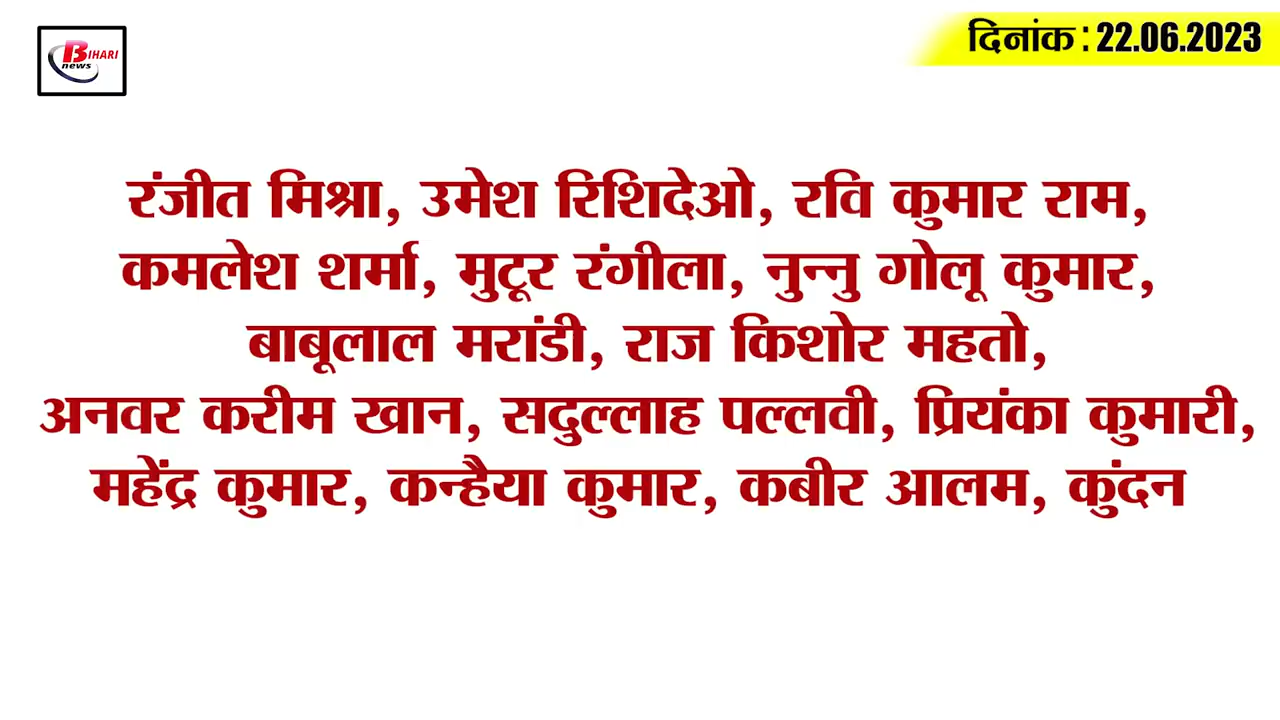 BIHARI
news
दिनांक : 22.06.2023
रंजीत मिश्रा, उमेश रिशिदेओ, रवि कुमार राम,
कमलेश शर्मा, मुटूर रंगीला, नुन्नु गोलू कुमार,
बाबूलाल मरांडी, राज किशोर महतो,
अनवर करीम खान, सदुल्लाह पल्लवी, प्रियंका कुमारी,
महेंद्र कुमार, कन्हैया कुमार, कबीर आलम, कुंदन